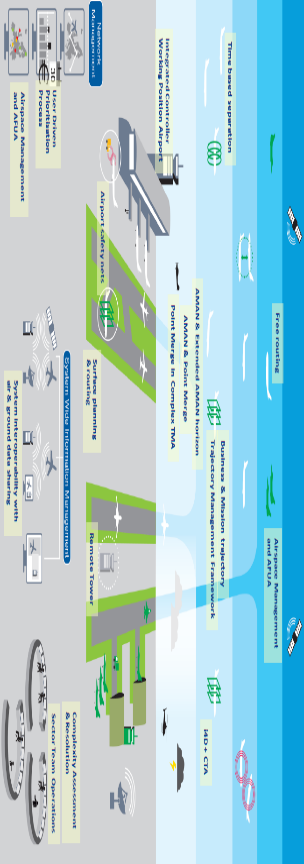 Free routing
Airspace Management
and AFUA
Time based separation
Business & Mission trajectory
Trajectory Management Framework
i4D + CTA
AMAN & Extended AMAN horizon
AMAN & Point Merge
Point Merge in Complex TMA
Integrated Controller
Working Position Airport
Airport safety nets
Surface planning
& routing
Remote Tower
Network
Management
User Driven
Prioritisation
Process
Airspace Management
and AFUA
System Wide Information Management
System Interoperability with
air & ground data sharing
Complexity Assessment
& Resolution
Sector Team Operations